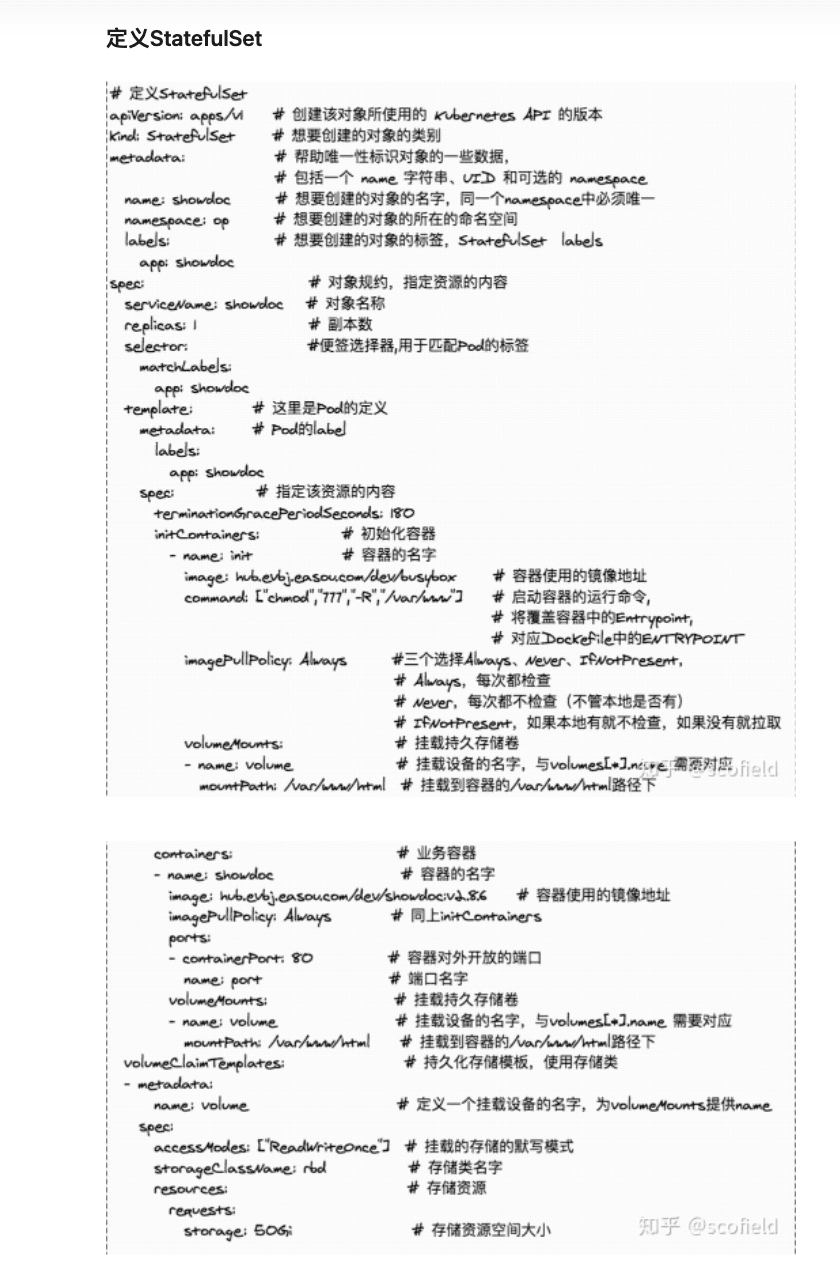 定义StatefulSet
# 定义StatefulSet
apiVersion: apps/v1 # 创建该对象所使用的 Kubernetes API 的版本
kind: StatefulSet # 想要创建的对象的类别
metadata: # 帮助唯一性标识对象的一些数据，
# 包括一个 name 字符串、UID 和可选的 namespace
name: showdoc # 想要创建的对象的名字，同一个namespace中必须唯一
namespace: op # 想要创建的对象的所在的命名空间
labels: # 想要创建的对象的标签，StatefulSet labels
app: showdoc
spec: # 对象规约，指定资源的内容
serviceName: showdoc # 对象名称
replicas: 1 # 副本数
selector: #便签选择器,用于匹配Pod的标签
matchLabels:
app: showdoc
template: # 这里是Pod的定义
metadata: # Pod的label
labels:
app: showdoc
spec: # 指定该资源的内容
terminationGracePeriodSeconds: 180
initContainers: # 初始化容器
- name: init # 容器的名字
image: hub.evbj.easou.com/dev/busybox # 容器使用的镜像地址
command: ["chmod","777","-R","/var/www"] # 启动容器的运行命令，
# 将覆盖容器中的Entrypoint,
# 对应Dockefile中的ENTRYPOINT
imagePullPolicy: Always #三个选择Always、Never、IfNotPresent，
# Always，每次都检查
# Never，每次都不检查（不管本地是否有）
# IfNotPresent，如果本地有就不检查，如果没有就拉取
volumeMounts: # 挂载持久存储卷
- name: volume # 挂载设备的名字，与volumes[*].name 需要对应
知乎 @scofield
mountPath: /var/www/html # 挂载到容器的/var/www/html路径下
containers: # 业务容器
- name: showdoc # 容器的名字
image: hub.evbj.easou.com/dev/showdoc:v2.8.6 # 容器使用的镜像地址
imagePullPolicy: Always # 同上initContainers
ports:
- containerPort: 80 # 容器对外开放的端口
name: port # 端口名字
volumeMounts: # 挂载持久存储卷
- name: volume # 挂载设备的名字，与volumes[*].name 需要对应
mountPath: /var/www/html # 挂载到容器的/var/www/html路径下
volumeClaimTemplates: # 持久化存储模板，使用存储类
- metadata:
name: volume # 定义一个挂载设备的名字，为volumeMounts提供name
spec:
accessModes: ["ReadWriteOnce"] # 挂载的存储的默写模式
storageClassName: rbd # 存储类名字
resources: # 存储资源
requests:
storage: 50Gi # 存储资源空间大小
知乎 @scofield